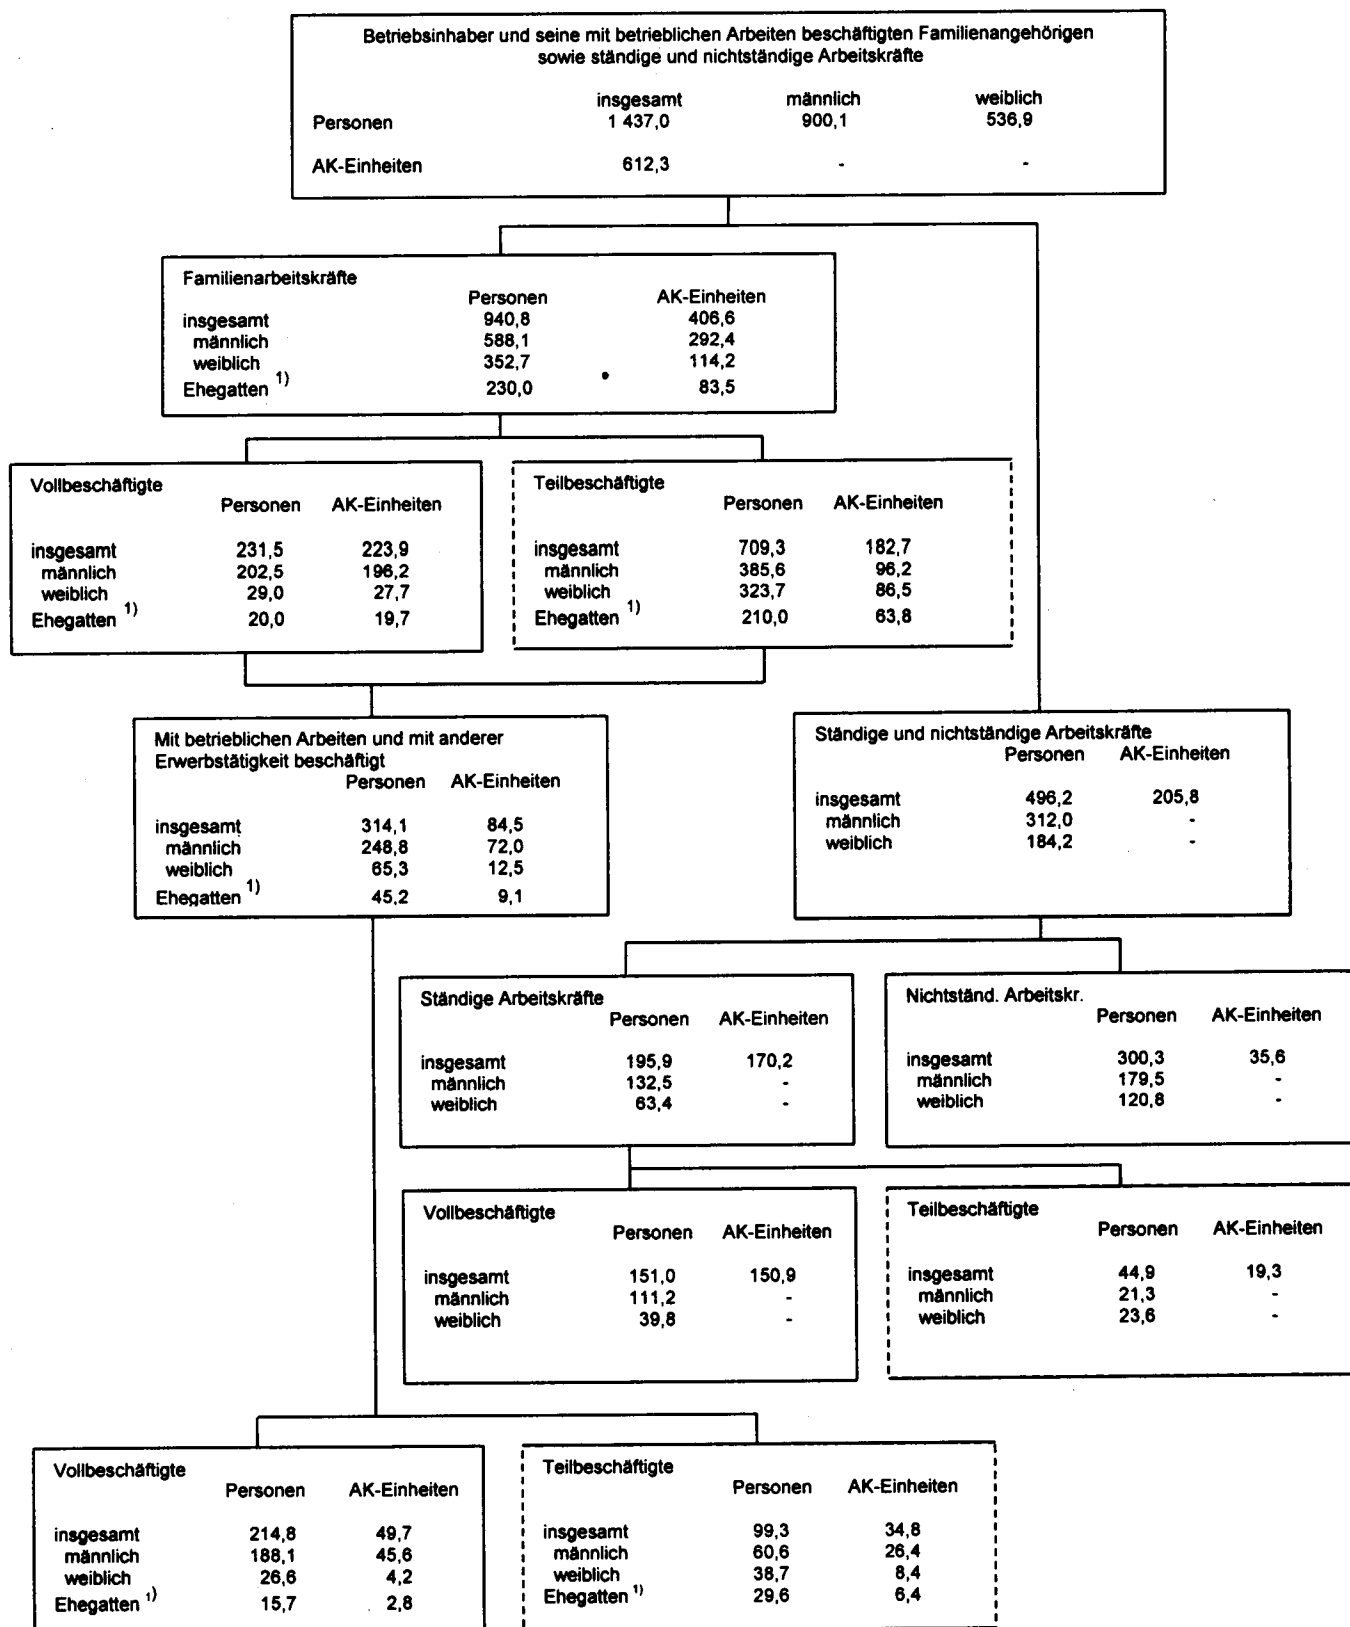 Betriebsinhaber und seine mit betrieblichen Arbeiten beschäftigten Familienangehörigen
sowie ständige und nichtständige Arbeitskräfte
insgesamt männlich weiblich
Personen 1 437,0 900,1 536,9
AK-Einheiten 612,3 - -
Familienarbeitskräfte
Personen AK-Einheiten
insgesamt 940,8 406,6
männlich 588,1 292,4
weiblich 352,7 114,2
Ehegatten 1) 230,0 83,5
Vollbeschäftigte
Personen AK-Einheiten
insgesamt 231,5 223,9
männlich 202,5 196,2
weiblich 29,0 27,7
Ehegatten 1) 20,0 19,7
Teilbeschäftigte
Personen AK-Einheiten
insgesamt 709,3 182,7
männlich 385,6 96,2
weiblich 323,7 86,5
Ehegatten 1) 210,0 63,8
Mit betrieblichen Arbeiten und mit anderer
Erwerbstätigkeit beschäftigt
Personen AK-Einheiten
insgesamt 314,1 84,5
männlich 248,8 72,0
weiblich 65,3 12,5
Ehegatten 1) 45,2 9,1
Ständige und nichtständige Arbeitskräfte
Personen AK-Einheiten
insgesamt 496,2 205,8
männlich 312,0 -
weiblich 184,2 -
Ständige Arbeitskräfte
Personen AK-Einheiten
insgesamt 195,9 170,2
männlich 132,5 -
weiblich 63,4 -
Nichtständ. Arbeitskr.
Personen AK-Einheiten
insgesamt 300,3 35,6
männlich 179,5 -
weiblich 120,8 -
Vollbeschäftigte
Personen AK-Einheiten
insgesamt 151,0 150,9
männlich 111,2 -
weiblich 39,8 -
Teilbeschäftigte
Personen AK-Einheiten
insgesamt 44,9 19,3
männlich 21,3 -
weiblich 23,6 -
Vollbeschäftigte
Personen AK-Einheiten
insgesamt 214,8 49,7
männlich 188,1 45,6
weiblich 26,6 4,2
Ehegatten 1) 15,7 2,8
Teilbeschäftigte
Personen AK-Einheiten
insgesamt 99,3 34,8
männlich 60,6 26,4
weiblich 38,7 8,4
Ehegatten 1) 29,6 6,4